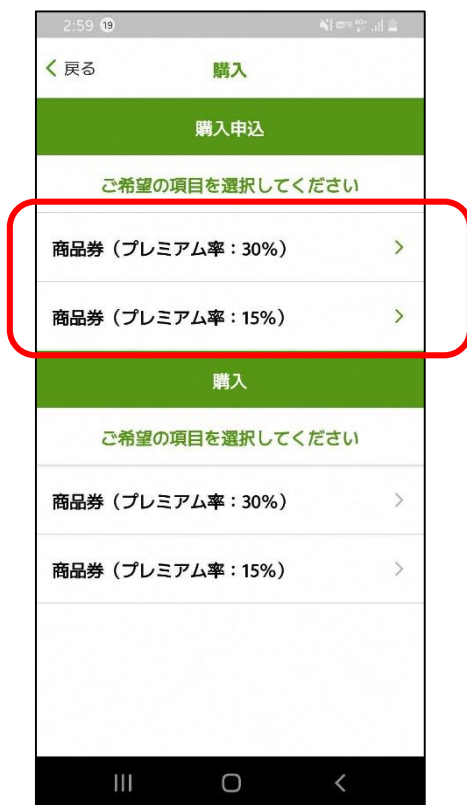 2:59 19
戻る
購入
購入申込
ご希望の項目を選択してください
商品券（プレミアム率：30%）
商品券（プレミアム率：15%）
購入
ご希望の項目を選択してください
商品券（プレミアム率：30%）
商品券（プレミアム率：15%）